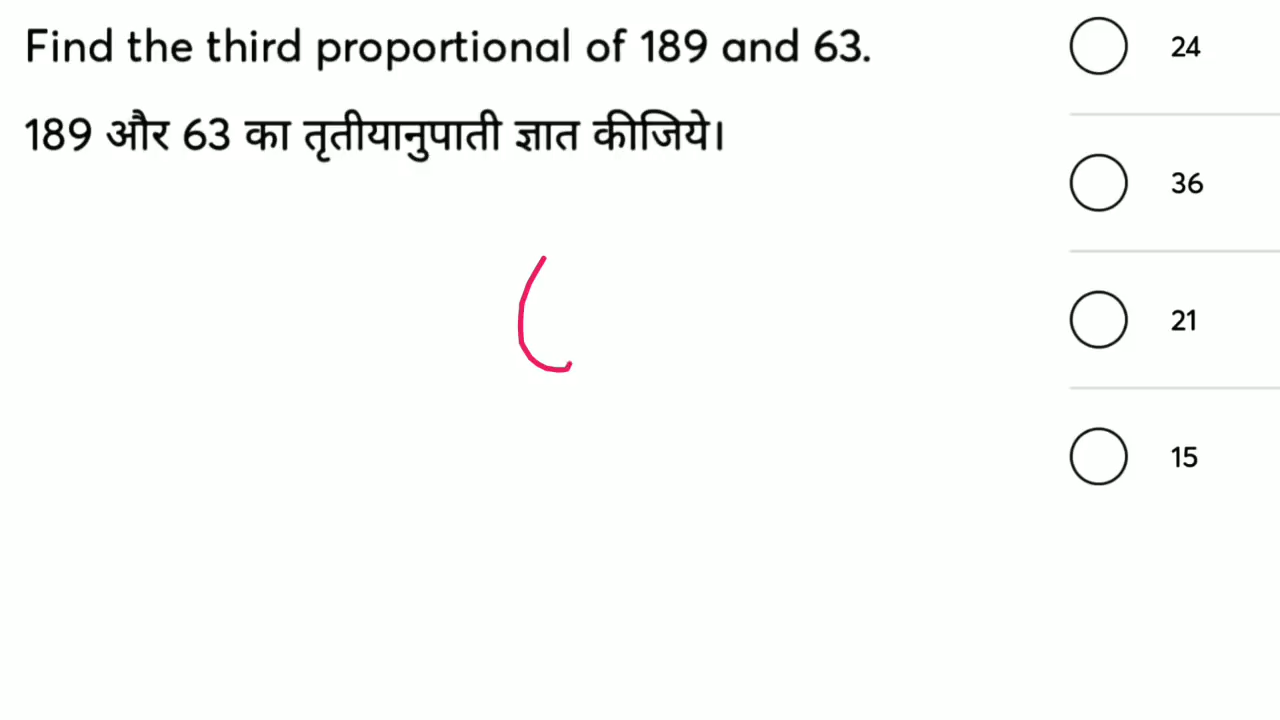 Find the third proportional of 189 and 63.
189 और 63 का तृतीयानुपाती ज्ञात कीजिये।
24
36
21
15